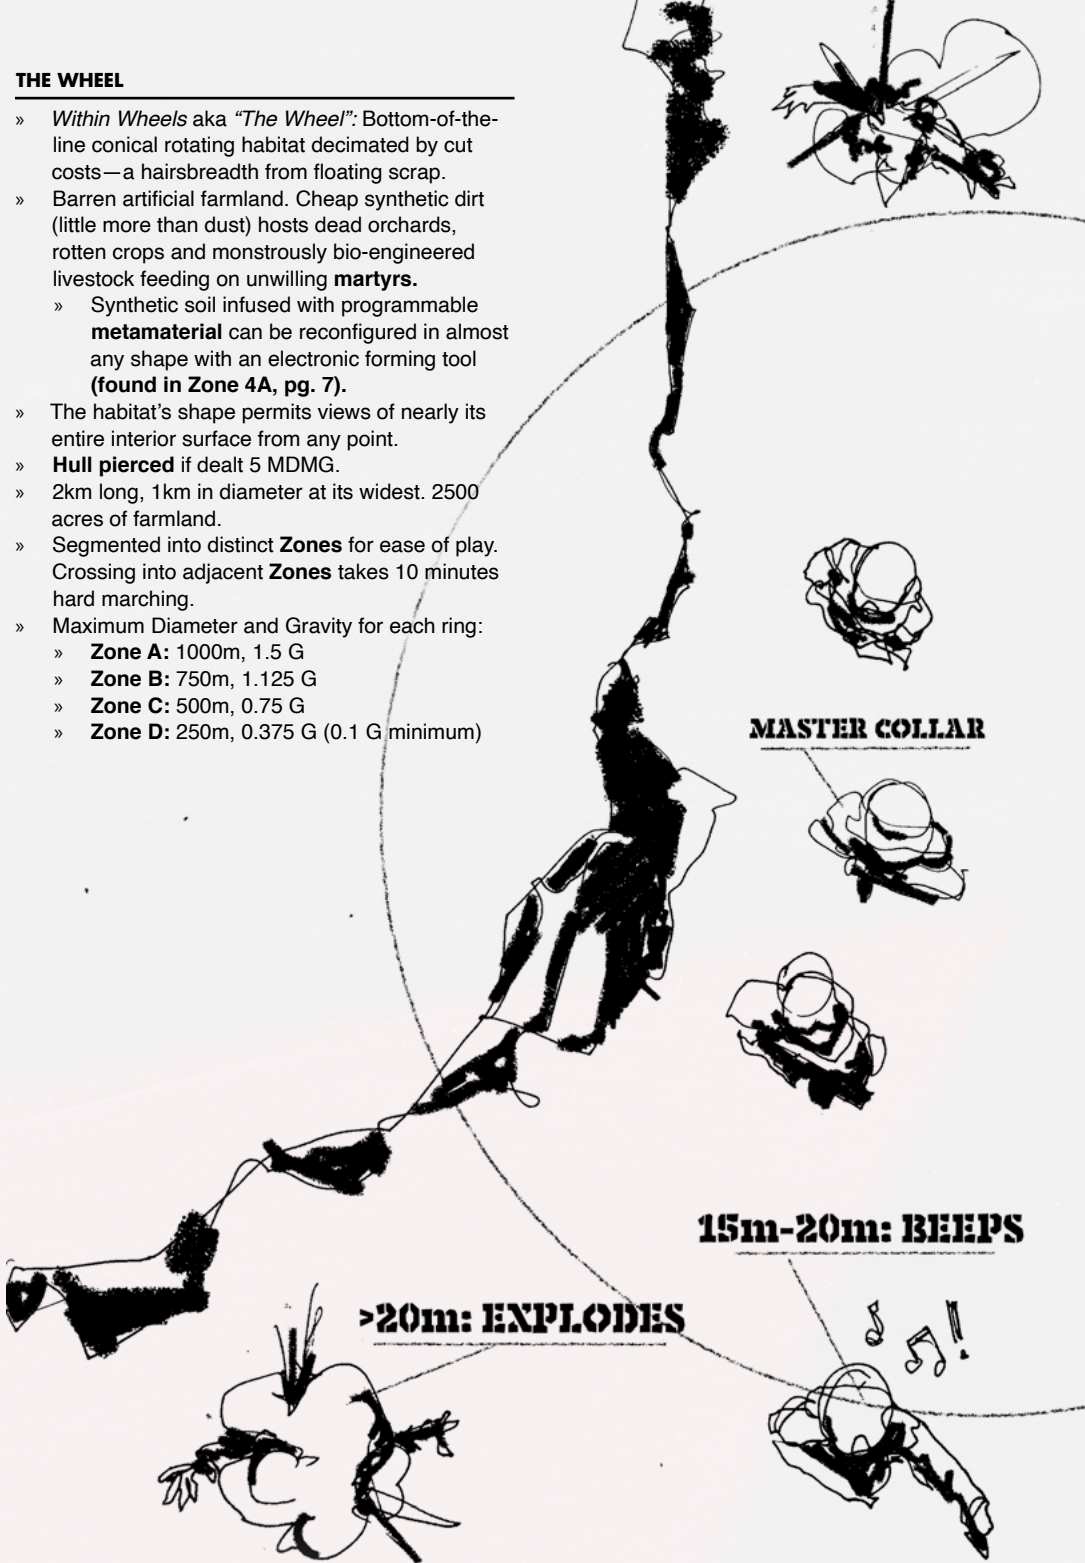 THE WHEEL
» Within Wheels aka “The Wheel”: Bottom-of-the-
line conical rotating habitat decimated by cut
costs—a hairsbreadth from floating scrap.
» Barren artificial farmland. Cheap synthetic dirt
(little more than dust) hosts dead orchards,
rotten crops and monstrously bio-engineered
livestock feeding on unwilling martyrs.
» Synthetic soil infused with programmable
metamaterial can be reconfigured in almost
any shape with an electronic forming tool
(found in Zone 4A, pg. 7).
» The habitat’s shape permits views of nearly its
entire interior surface from any point.
» Hull pierced if dealt 5 MDMG.
» 2km long, 1km in diameter at its widest. 2500
acres of farmland.
» Segmented into distinct Zones for ease of play.
Crossing into adjacent Zones takes 10 minutes
hard marching.
» Maximum Diameter and Gravity for each ring:
» Zone A: 1000m, 1.5 G
» Zone B: 750m, 1.125 G
» Zone C: 500m, 0.75 G
» Zone D: 250m, 0.375 G (0.1 G minimum)
MASTER COLLAR
15m-20m: BEEPS
>20m: EXPLODES